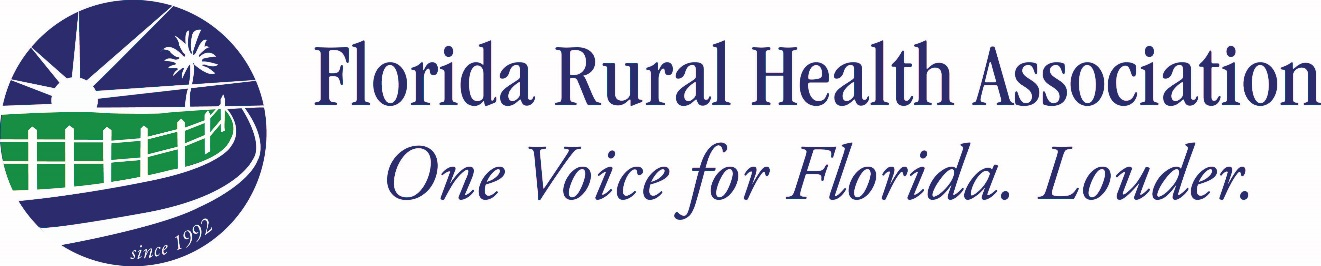 Florida Rural Health Association
One Voice for Florida. Louder.
since 1992